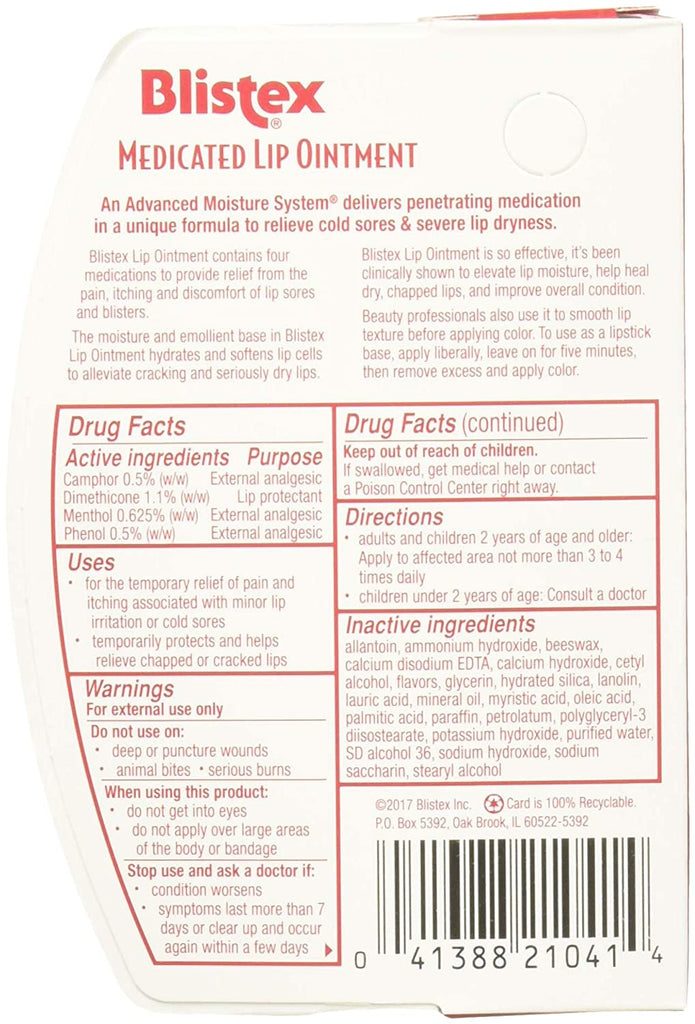 Blistex®
MEDICATED LIP OINTMENT
An Advanced Moisture System® delivers penetrating medication
in a unique formula to relieve cold sores & severe lip dryness.
Blistex Lip Ointment contains four
medications to provide relief from the
pain, itching and discomfort of lip sores
and blisters.
The moisture and emollient base in Blistex
Lip Ointment hydrates and softens lip cells
to alleviate cracking and seriously dry lips.
Blistex Lip Ointment is so effective, it's been
clinically shown to elevate lip moisture, help heal
dry, chapped lips, and improve overall condition.
Beauty professionals also use it to smooth lip
texture before applying color. To use as a lipstick
base, apply liberally, leave on for five minutes,
then remove excess and apply color.
Drug Facts
Active ingredients Purpose
Camphor 0.5% (w/w) External analgesic
Dimethicone 1.1% (w/w) Lip protectant
Menthol 0.625% (w/w) External analgesic
Phenol 0.5% (w/w) External analgesic
Uses
• for the temporary relief of pain and
itching associated with minor lip
irritation or cold sores
• temporarily protects and helps
relieve chapped or cracked lips
Warnings
For external use only
Do not use on:
• deep or puncture wounds
• animal bites • serious burns
When using this product:
• do not get into eyes
• do not apply over large areas
of the body or bandage
Stop use and ask a doctor if:
• condition worsens
• symptoms last more than 7
days or clear up and occur
again within a few days
Drug Facts (continued)
Keep out of reach of children.
If swallowed, get medical help or contact
a Poison Control Center right away.
Directions
• adults and children 2 years of age and older:
Apply to affected area not more than 3 to 4
times daily
• children under 2 years of age: Consult a doctor
Inactive ingredients
allantoin, ammonium hydroxide, beeswax,
calcium disodium EDTA, calcium hydroxide, cetyl
alcohol, flavors, glycerin, hydrated silica, lanolin,
lauric acid, mineral oil, myristic acid, oleic acid,
palmitic acid, paraffin, petrolatum, polyglyceryl-3
diisostearate, potassium hydroxide, purified water,
SD alcohol 36, sodium hydroxide, sodium
saccharin, stearyl alcohol
©2017 Blistex Inc. Card is 100% Recyclable.
P.O. Box 5392, Oak Brook, IL 60522-5392
0 41388 21041 4